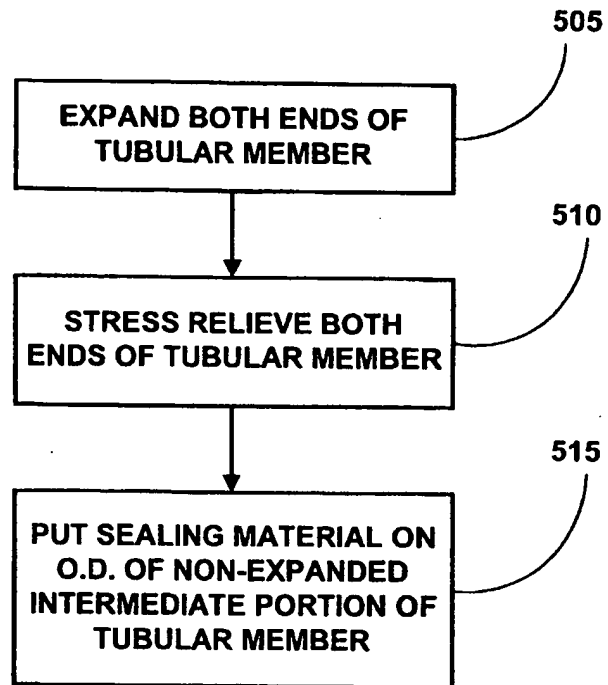 505
EXPAND BOTH ENDS OF
TUBULAR MEMBER
510
STRESS RELIEVE BOTH
ENDS OF TUBULAR MEMBER
515
PUT SEALING MATERIAL ON
O.D. OF NON-EXPANDED
INTERMEDIATE PORTION OF
TUBULAR MEMBER